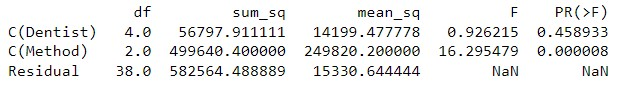 df sum_sq mean_sq F PR(>F)
C(Dentist) 4.0 56797.911111 14199.477778 0.926215 0.458933
C(Method) 2.0 499640.400000 249820.200000 16.295479 0.000008
Residual 38.0 582564.488889 15330.644444 NaN NaN